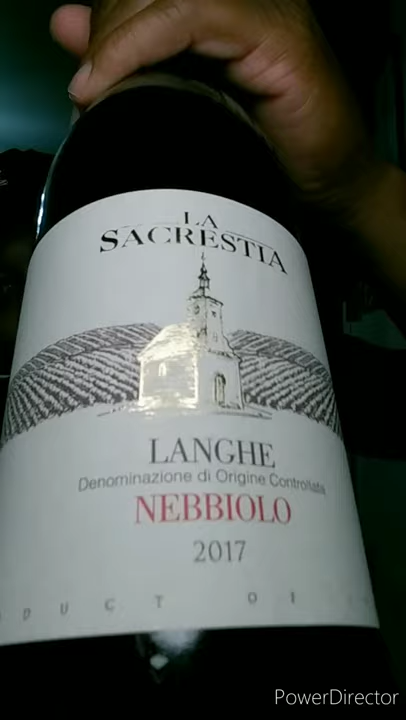 LA
SACRESTIA
LANGHE
Denominazione di Origine Controllata
NEBBIOLO
2017
D U C T O I
PowerDirector